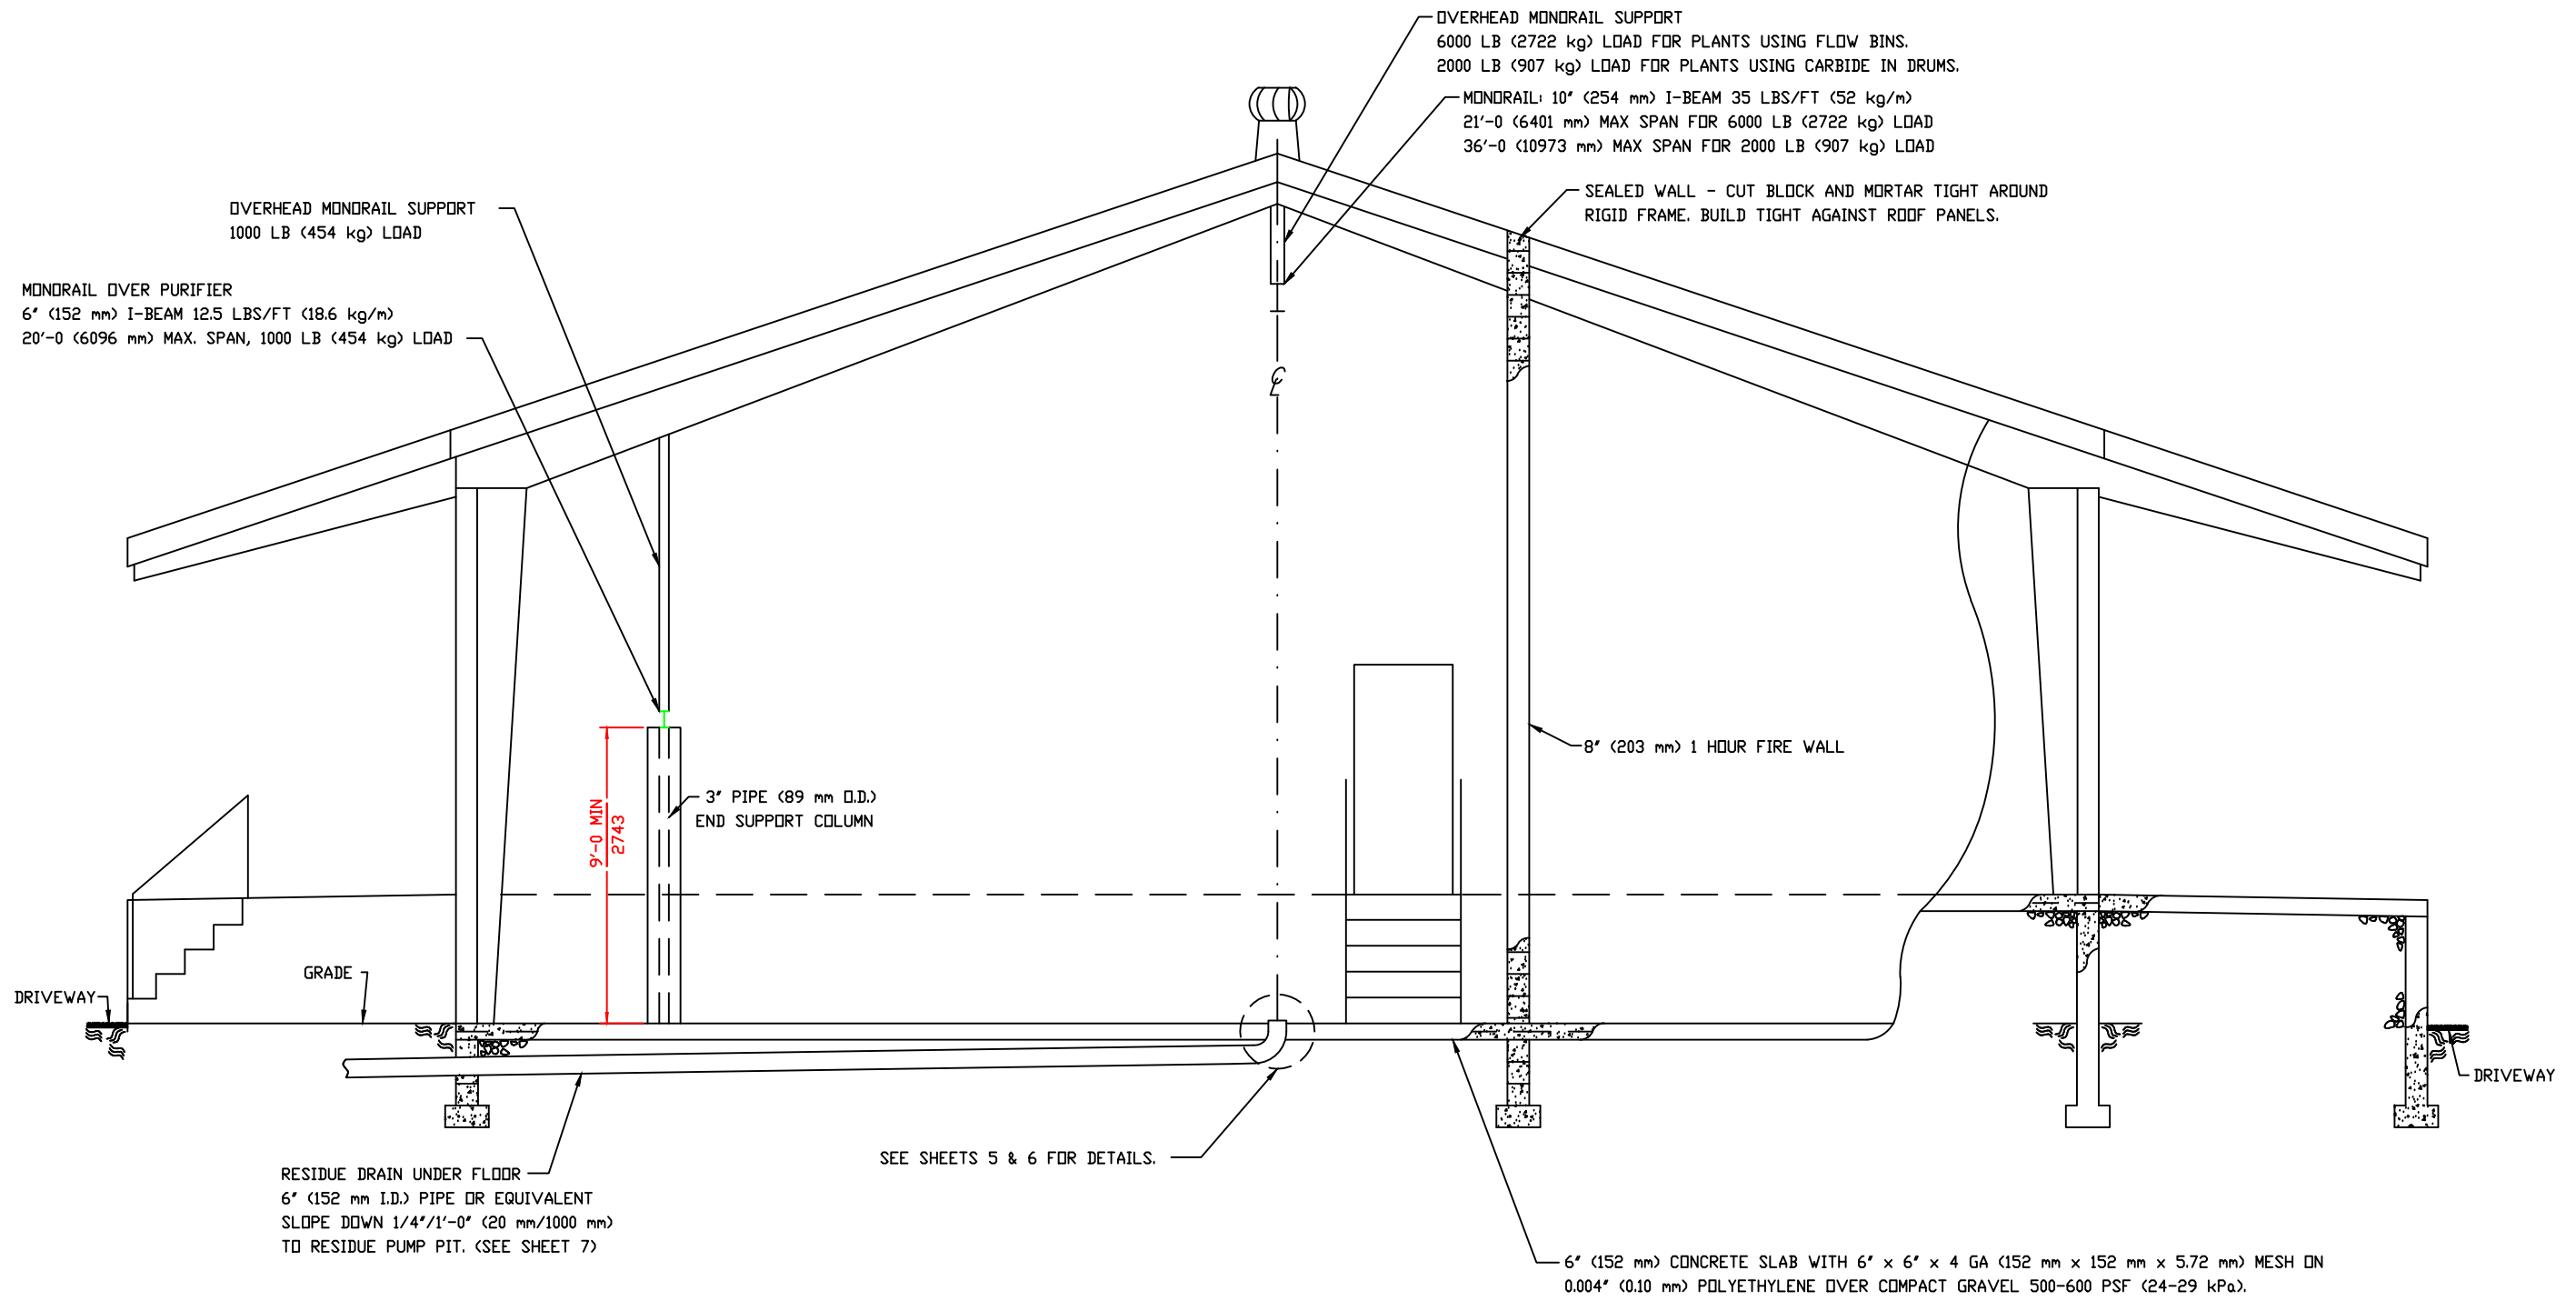 OVERHEAD MONORAIL SUPPORT
6000 LB (2722 kg) LOAD FOR PLANTS USING FLOW BINS.
2000 LB (907 kg) LOAD FOR PLANTS USING CARBIDE IN DRUMS.
MONORAIL: 10" (254 mm) I-BEAM 35 LBS/FT (52 kg/m)
21'-0 (6401 mm) MAX SPAN FOR 6000 LB (2722 kg) LOAD
36'-0 (10973 mm) MAX SPAN FOR 2000 LB (907 kg) LOAD
SEALED WALL - CUT BLOCK AND MORTAR TIGHT AROUND
RIGID FRAME. BUILD TIGHT AGAINST ROOF PANELS.
OVERHEAD MONORAIL SUPPORT
1000 LB (454 kg) LOAD
MONORAIL OVER PURIFIER
6" (152 mm) I-BEAM 12.5 LBS/FT (18.6 kg/m)
20'-0 (6096 mm) MAX. SPAN, 1000 LB (454 kg) LOAD
℄
8" (203 mm) 1 HOUR FIRE WALL
3" PIPE (89 mm O.D.)
END SUPPORT COLUMN
9'-0 MIN
2743
GRADE
DRIVEWAY
DRIVEWAY
SEE SHEETS 5 & 6 FOR DETAILS.
RESIDUE DRAIN UNDER FLOOR
6" (152 mm I.D.) PIPE OR EQUIVALENT
SLOPE DOWN 1/4"/1'-0" (20 mm/1000 mm)
TO RESIDUE PUMP PIT. (SEE SHEET 7)
6" (152 mm) CONCRETE SLAB WITH 6" x 6" x 4 GA (152 mm x 152 mm x 5.72 mm) MESH ON
0.004" (0.10 mm) POLYETHYLENE OVER COMPACT GRAVEL 500-600 PSF (24-29 kPa).